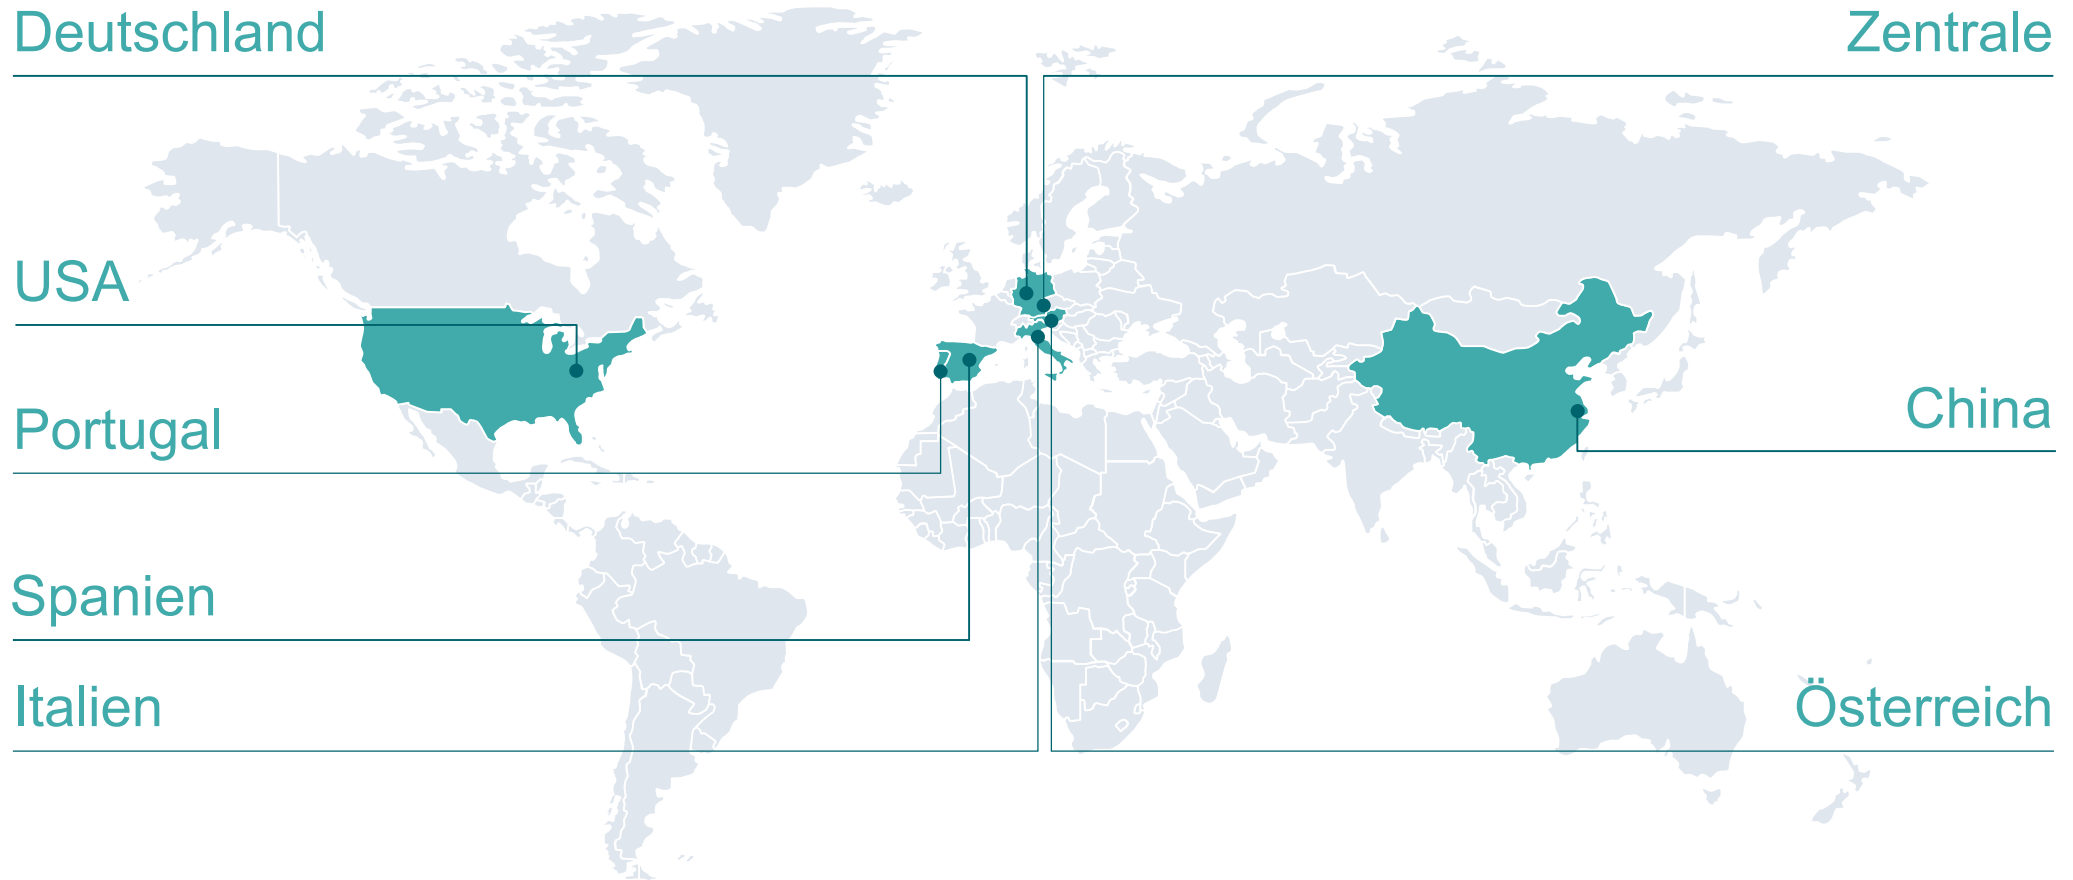 Deutschland
Zentrale
USA
Portugal
China
Spanien
Italien
Österreich